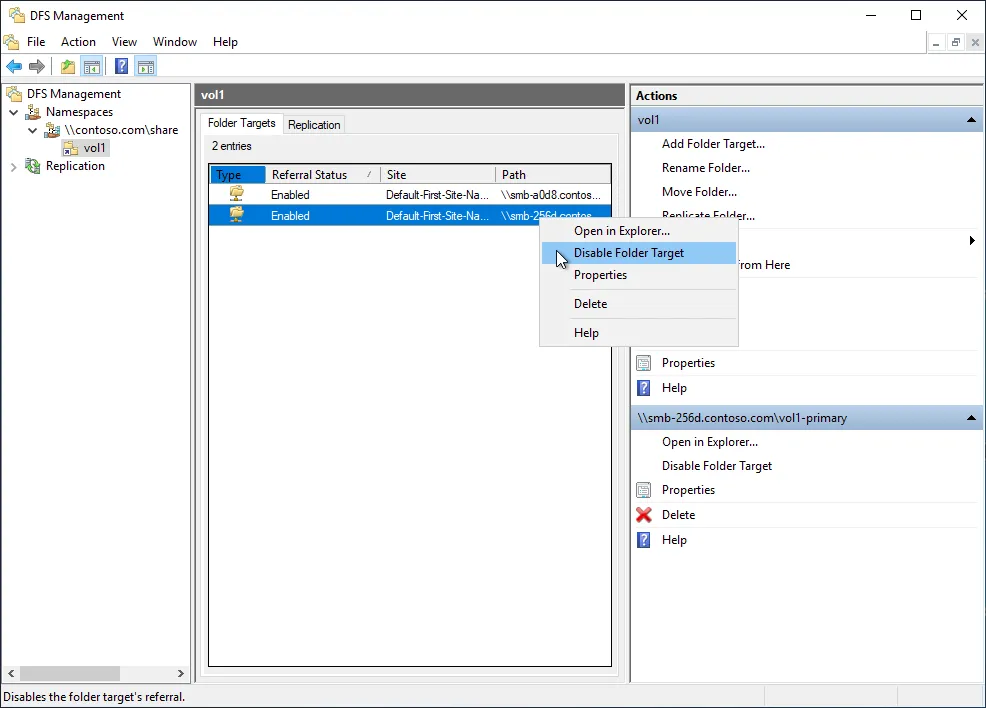 DFS Management
File Action View Window Help
DFS Management
Namespaces
\\contoso.com\share
vol1
Replication
vol1
Folder Targets Replication
2 entries
Type Referral Status / Site Path
Enabled Default-First-Site-Na... \\smb-a0d8.contos...
Enabled Default-First-Site-Na... \\smb-256d.contos...
Open in Explorer...
Disable Folder Target
Properties
Delete
Help
Actions
vol1
Add Folder Target...
Rename Folder...
Move Folder...
Replicate Folder...
from Here
Properties
Help
\\smb-256d.contoso.com\vol1-primary
Open in Explorer...
Disable Folder Target
Properties
Delete
Help
Disables the folder target's referral.